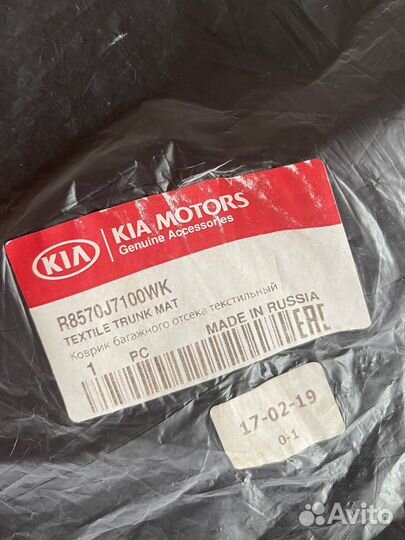 KIA
KIA MOTORS
Genuine Accessories
R8570J7100WK
TEXTILE TRUNK MAT
Коврик багажного отсека текстильный
1 PC MADE IN RUSSIA
EAC
17-02-19
0-1
Avito